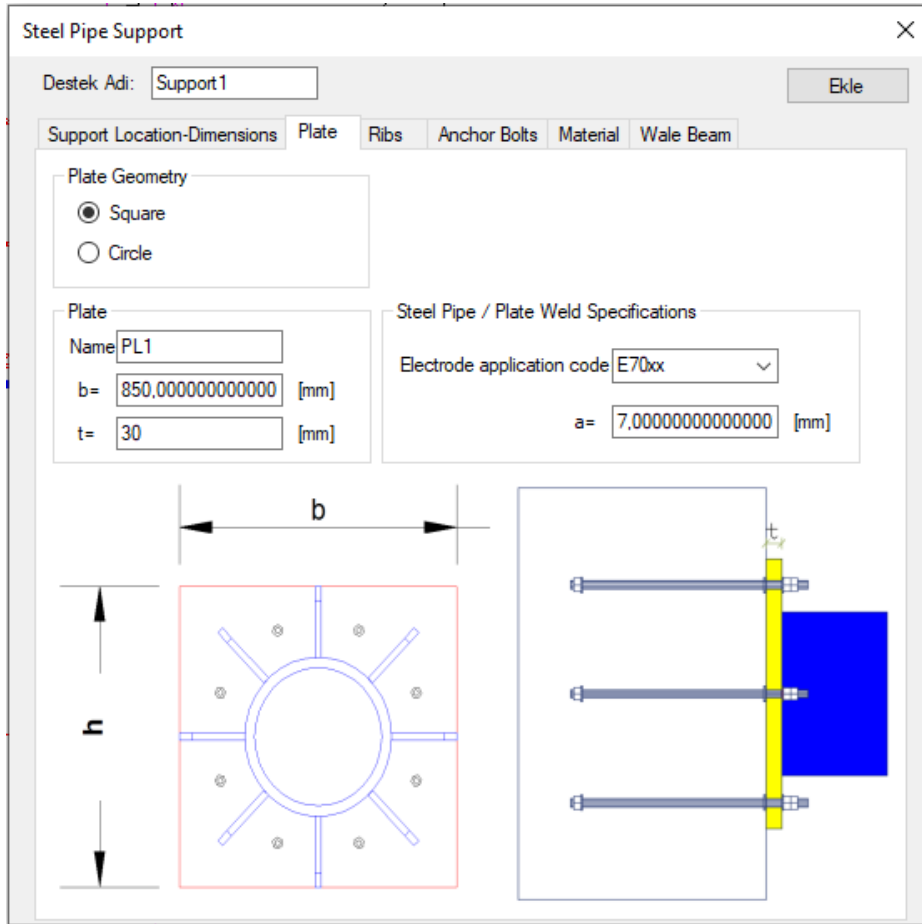 Steel Pipe Support
Destek Adi: Support1 Ekle
Support Location-Dimensions Plate Ribs Anchor Bolts Material Wale Beam
Plate Geometry
Square
Circle
Plate
Name PL1
b= 850,000000000000 [mm]
t= 30 [mm]
Steel Pipe / Plate Weld Specifications
Electrode application code E70xx
a= 7,00000000000000 [mm]
b
h
t